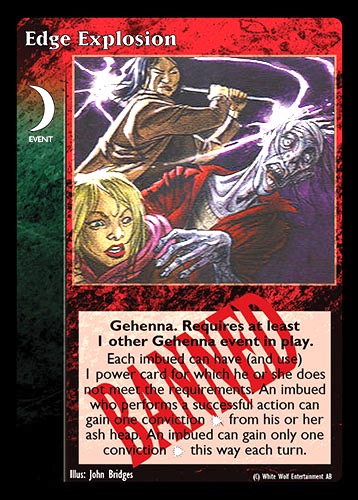 Edge Explosion
EVENT
Gehenna. Requires at least
1 other Gehenna event in play.
Each imbued can have (and use)
1 power card for which he or she does
not meet the requirements. An imbued
who performs a successful action can
gain one conviction from his or her
ash heap. An imbued can gain only one
conviction this way each turn.
BANNED
Illus: John Bridges
(C) White Wolf Entertainment AB